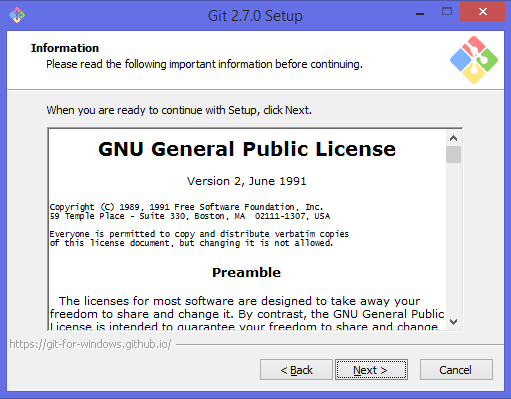 Git 2.7.0 Setup
Information
Please read the following important information before continuing.
When you are ready to continue with Setup, click Next.
GNU General Public License
Version 2, June 1991
Copyright (C) 1989, 1991 Free Software Foundation, Inc.
59 Temple Place - Suite 330, Boston, MA  02111-1307, USA
Everyone is permitted to copy and distribute verbatim copies
of this license document, but changing it is not allowed.
Preamble
The licenses for most software are designed to take away your
freedom to share and change it. By contrast, the GNU General Public
License is intended to guarantee your freedom to share and change
https://git-for-windows.github.io/
< Back
Next >
Cancel